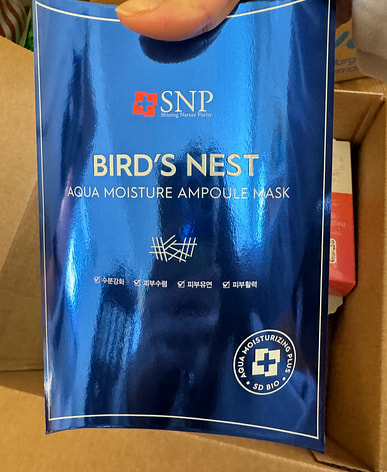 SNP
Shining Nature Purity
BIRD'S NEST
AQUA MOISTURE AMPOULE MASK
☑ 수분강화 ☑ 피부수렴 ☑ 피부유연 ☑ 피부활력
AQUA MOISTURIZING PLUS
• SD BIO •